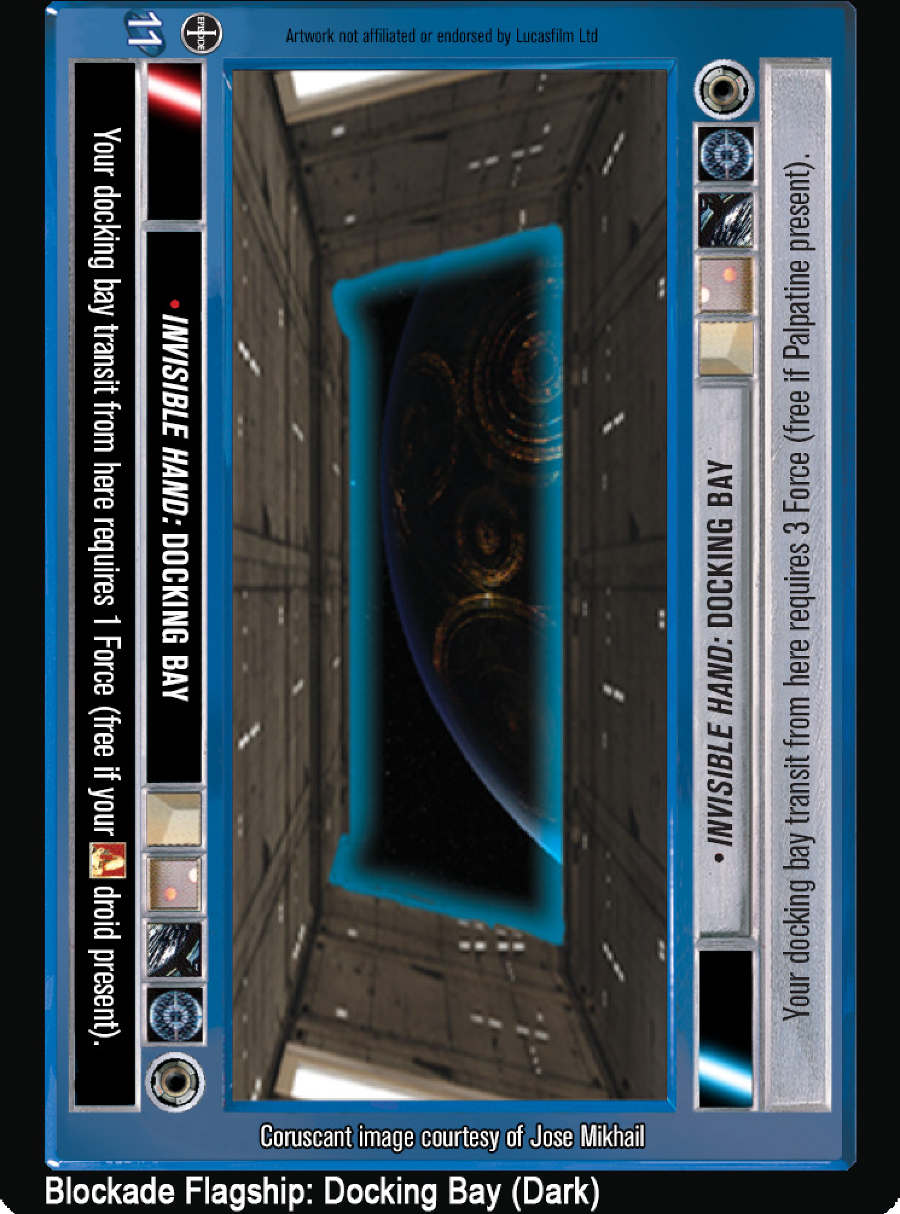 11
EPISODE I
Artwork not affiliated or endorsed by Lucasfilm Ltd
Your docking bay transit from here requires 1 Force (free if your droid present).
• INVISIBLE HAND: DOCKING BAY
• INVISIBLE HAND: DOCKING BAY
Your docking bay transit from here requires 3 Force (free if Palpatine present).
Coruscant image courtesy of Jose Mikhail
Blockade Flagship: Docking Bay (Dark)